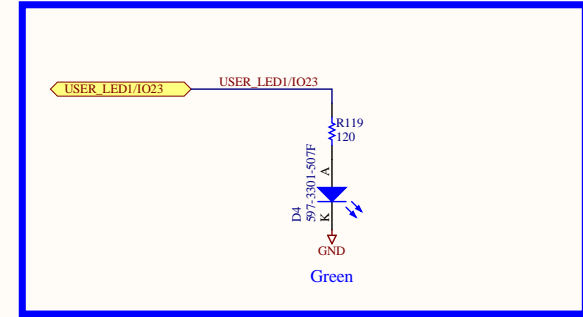 USER_LED1/IO23
USER_LED1/IO23
R119
120
A
D4
597-3301-507F
K
GND
Green